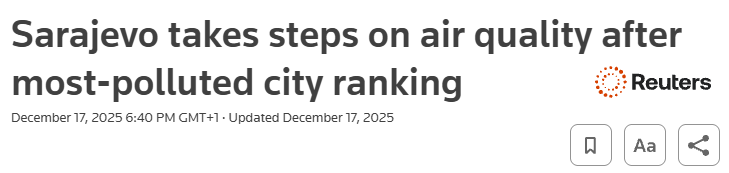 Sarajevo takes steps on air quality after
most-polluted city ranking
Reuters
December 17, 2025 6:40 PM GMT+1 · Updated December 17, 2025
Aa